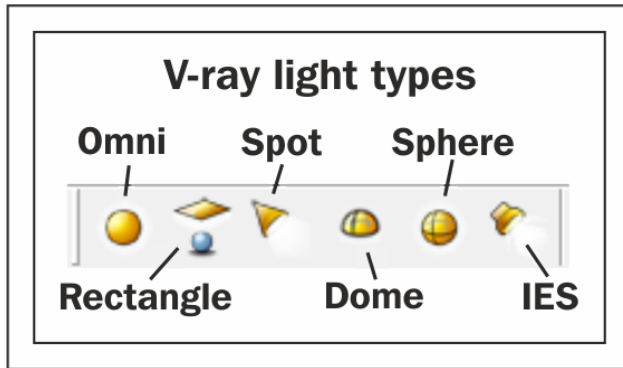 V-ray light types
Omni Spot Sphere
Rectangle Dome IES